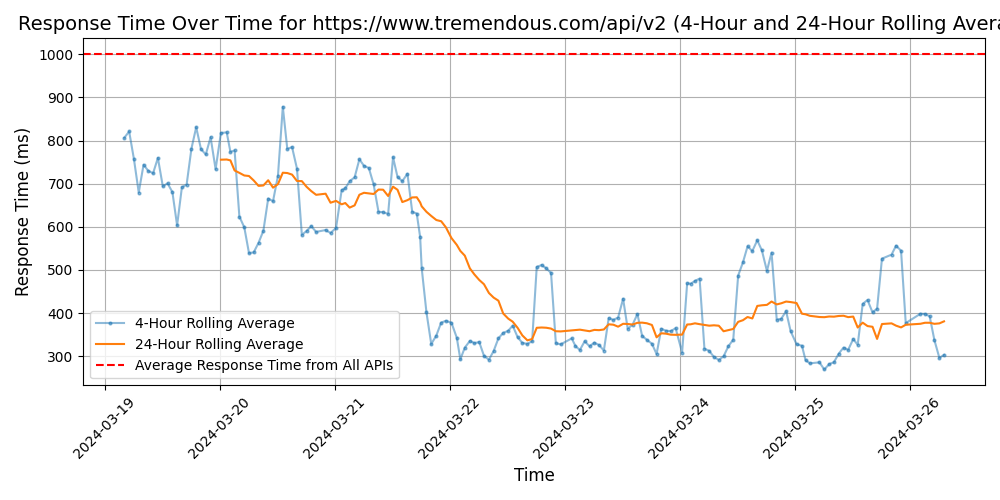 Response Time Over Time for https://www.tremendous.com/api/v2 (4-Hour and 24-Hour Rolling Avera
Response Time (ms)
1000
900
800
700
600
500
400
300
4-Hour Rolling Average
24-Hour Rolling Average
Average Response Time from All APIs
2024-03-19
2024-03-20
2024-03-21
2024-03-22
2024-03-23
2024-03-24
2024-03-25
2024-03-26
Time